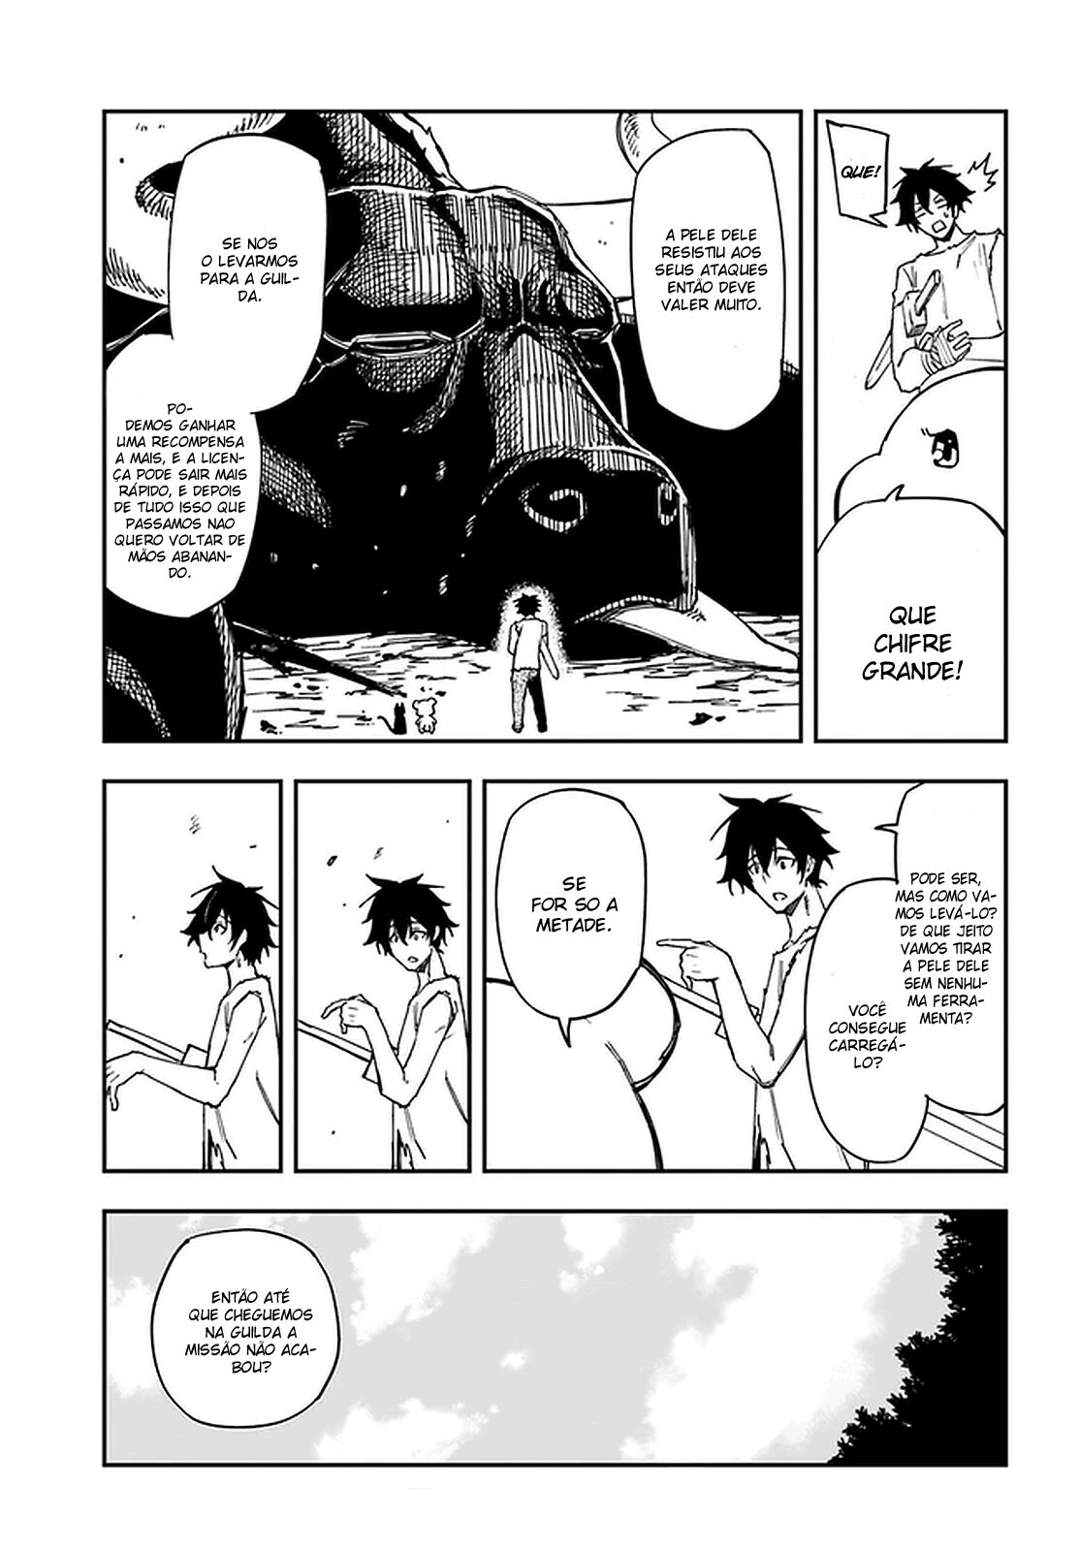 QUE!
QUE
CHIFRE
GRANDE!
A PELE DELE
RESISTIU AOS
SEUS ATAQUES
ENTÃO DEVE
VALER MUITO.
SE NOS
O LEVARMOS
PARA A GUIL-
DA.
PO-
DEMOS GANHAR
UMA RECOMPENSA
A MAIS, E A LICEN-
ÇA PODE SAIR MAIS
RÁPIDO, E DEPOIS
DE TUDO ISSO QUE
PASSAMOS NAO
QUERO VOLTAR DE
MÃOS ABANAN-
DO.
PODE SER,
MAS COMO VA-
MOS LEVÁ-LO?
DE QUE JEITO
VAMOS TIRAR
A PELE DELE
SEM NENHU-
MA FERRA-
MENTA?
VOCÊ
CONSEGUE
CARREGÁ-
LO?
SE
FOR SO A
METADE.
ENTÃO ATÉ
QUE CHEGUEMOS
NA GUILDA A
MISSÃO NÃO ACA-
BOU?